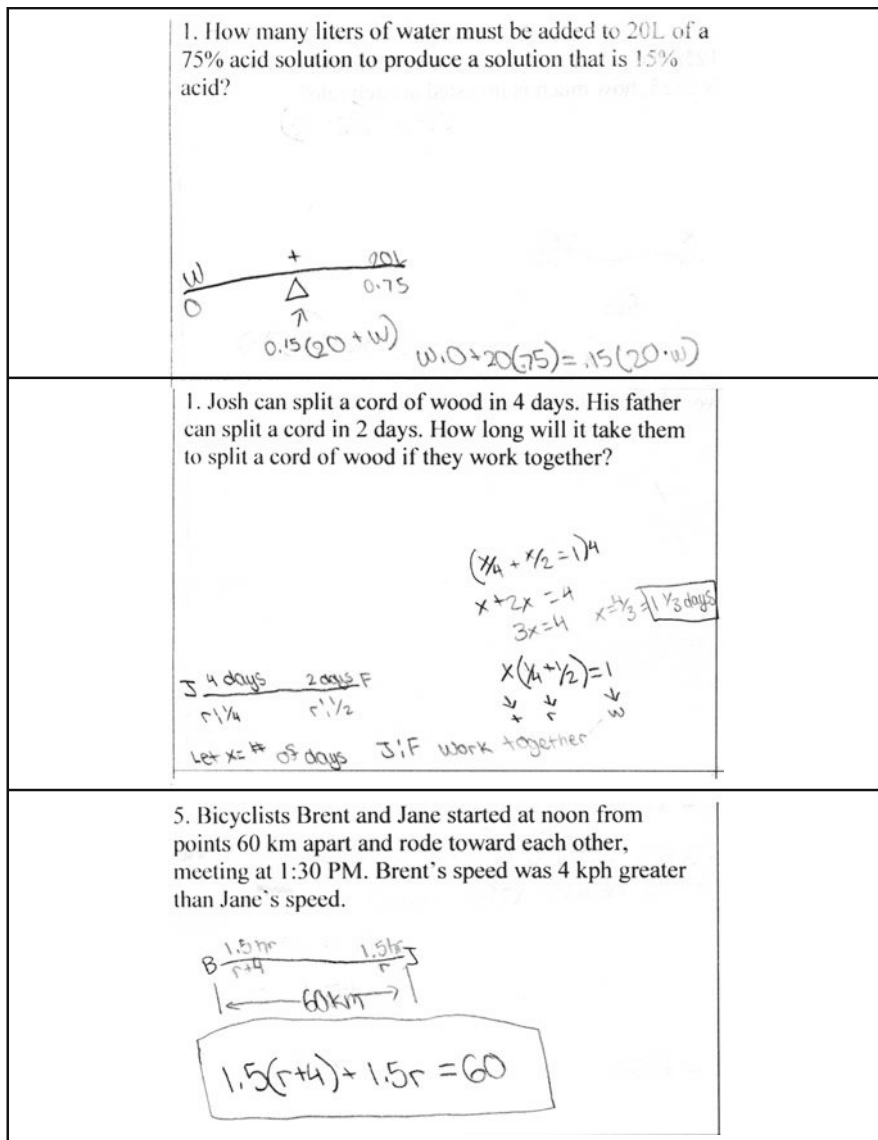 1. How many liters of water must be added to 20L of a
75% acid solution to produce a solution that is 15%
acid?
W + 20L
0 0.75
0.15(20 + W)
W.0+20(.75)=.15(20·W)
1. Josh can split a cord of wood in 4 days. His father
can split a cord in 2 days. How long will it take them
to split a cord of wood if they work together?
(x/4 + x/2 = 1)4
x+2x =4
3x=4 x=4/3=1 1/3 days
x(1/4+1/2)=1
t r w
J 4 days 2 days F
r:1/4 r:1/2
Let x= # of days J:F work together
5. Bicyclists Brent and Jane started at noon from
points 60 km apart and rode toward each other,
meeting at 1:30 PM. Brent's speed was 4 kph greater
than Jane`s speed.
1.5hr 1.5hr
B r+4 r J
60km
1.5(r+4)+1.5r=60